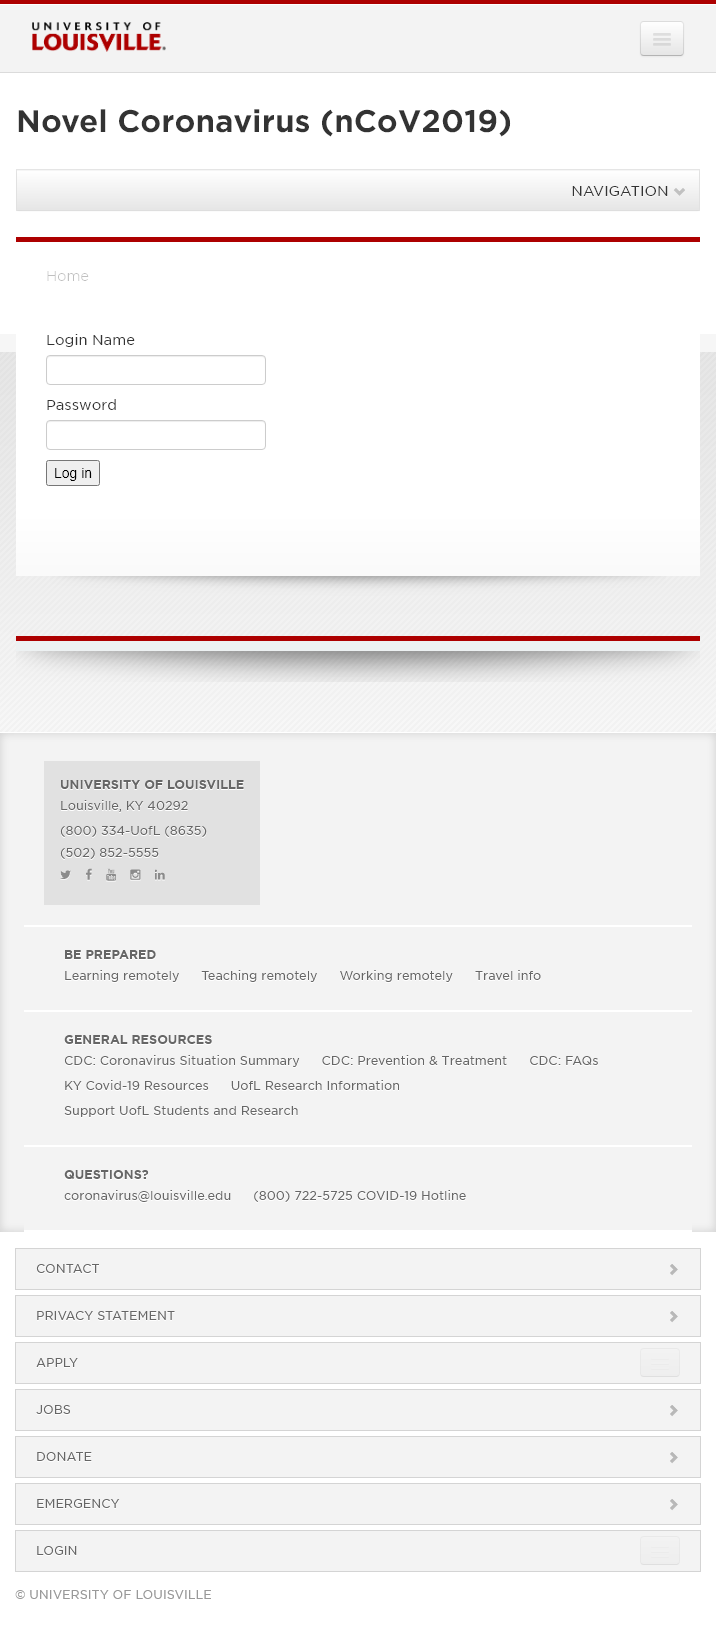 UNIVERSITY OF
LOUISVILLE.
Novel Coronavirus (nCoV2019)
NAVIGATION
Home
Login Name
Password
Log in
UNIVERSITY OF LOUISVILLE
Louisville, KY 40292
(800) 334-UofL (8635)
(502) 852-5555
BE PREPARED
Learning remotely Teaching remotely Working remotely Travel info
GENERAL RESOURCES
CDC: Coronavirus Situation Summary CDC: Prevention & Treatment CDC: FAQs
KY Covid-19 Resources UofL Research Information
Support UofL Students and Research
QUESTIONS?
coronavirus@louisville.edu (800) 722-5725 COVID-19 Hotline
CONTACT
PRIVACY STATEMENT
APPLY
JOBS
DONATE
EMERGENCY
LOGIN
© UNIVERSITY OF LOUISVILLE